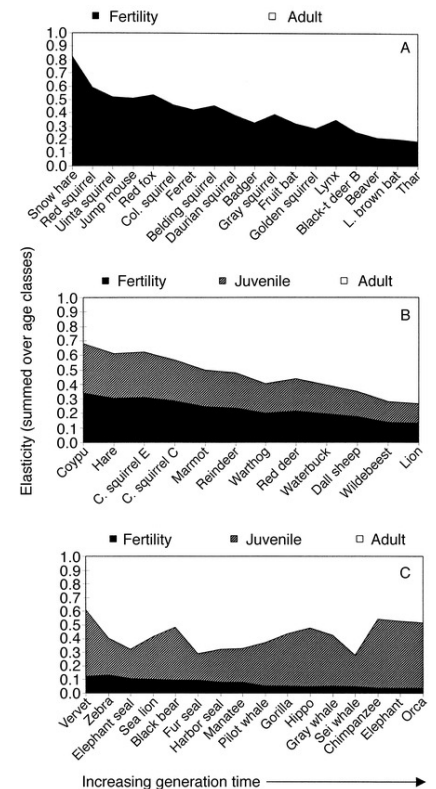 Fertility Adult
A
1.0
0.9
0.8
0.7
0.6
0.5
0.4
0.3
0.2
0.1
0.0
Snow hare
Red squirrel
Uinta squirrel
Jump mouse
Red fox
Col. squirrel
Ferret
Belding squirrel
Daurian squirrel
Badger
Gray squirrel
Fruit bat
Golden squirrel
Lynx
Black-t deer B
Beaver
L. brown bat
Thar
Elasticity (summed over age classes)
Fertility Juvenile Adult
B
1.0
0.9
0.8
0.7
0.6
0.5
0.4
0.3
0.2
0.1
0.0
Coypu
Hare
C. squirrel E
C. squirrel C
Marmot
Reindeer
Warthog
Red deer
Waterbuck
Dall sheep
Wildebeest
Lion
Fertility Juvenile Adult
C
1.0
0.9
0.8
0.7
0.6
0.5
0.4
0.3
0.2
0.1
0.0
Vervet
Zebra
Elephant seal
Sea lion
Black bear
Fur seal
Harbor seal
Manatee
Pilot whale
Gorilla
Hippo
Gray whale
Sei whale
Chimpanzee
Elephant
Orca
Increasing generation time